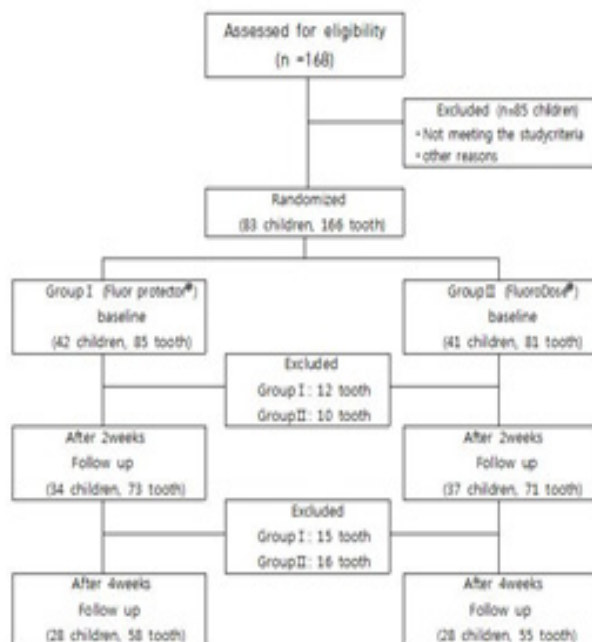 Assessed for eligibility
(n =168)
Excluded (n=85 children)
• Not meeting the studycriteria
• other reasons
Randomized
(83 children, 166 tooth)
Group Ⅰ (Fluor protector®)
baseline
(42 children, 85 tooth)
Group Ⅱ (FluoroDose®)
baseline
(41 children, 81 tooth)
Excluded
Group Ⅰ: 12 tooth
Group Ⅱ: 10 tooth
After 2weeks
Follow up
(34 children, 73 tooth)
After 2weeks
Follow up
(37 children, 71 tooth)
Excluded
Group Ⅰ: 15 tooth
Group Ⅱ: 16 tooth
After 4weeks
Follow up
(28 children, 58 tooth)
After 4weeks
Follow up
(28 children, 55 tooth)